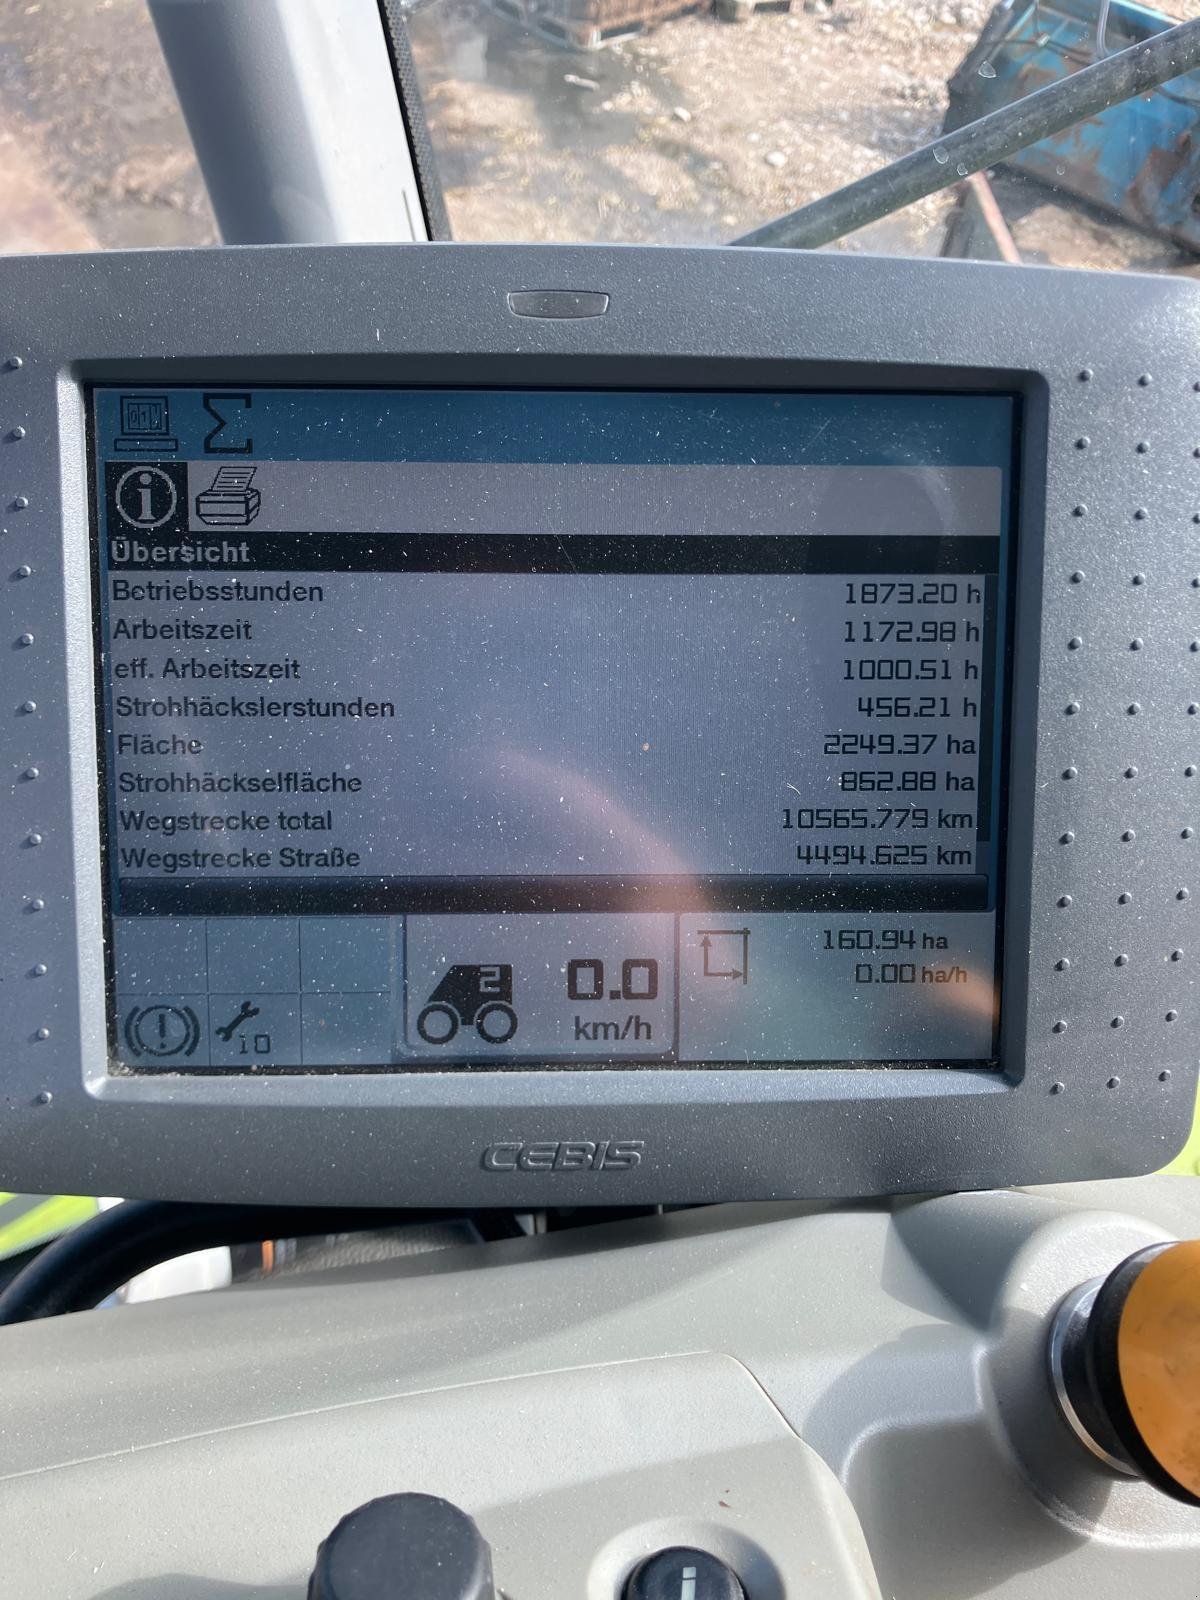 Übersicht
Betriebsstunden 1873.20 h
Arbeitszeit 1172.98 h
eff. Arbeitszeit 1000.51 h
Strohhäckslerstunden 456.21 h
Fläche 2249.37 ha
Strohhäckselfläche 862.88 ha
Wegstrecke total 10565.779 km
Wegstrecke Straße 4494.625 km
160.94 ha
2 0.0 0.00 ha/h
10 km/h
CEBIS
i